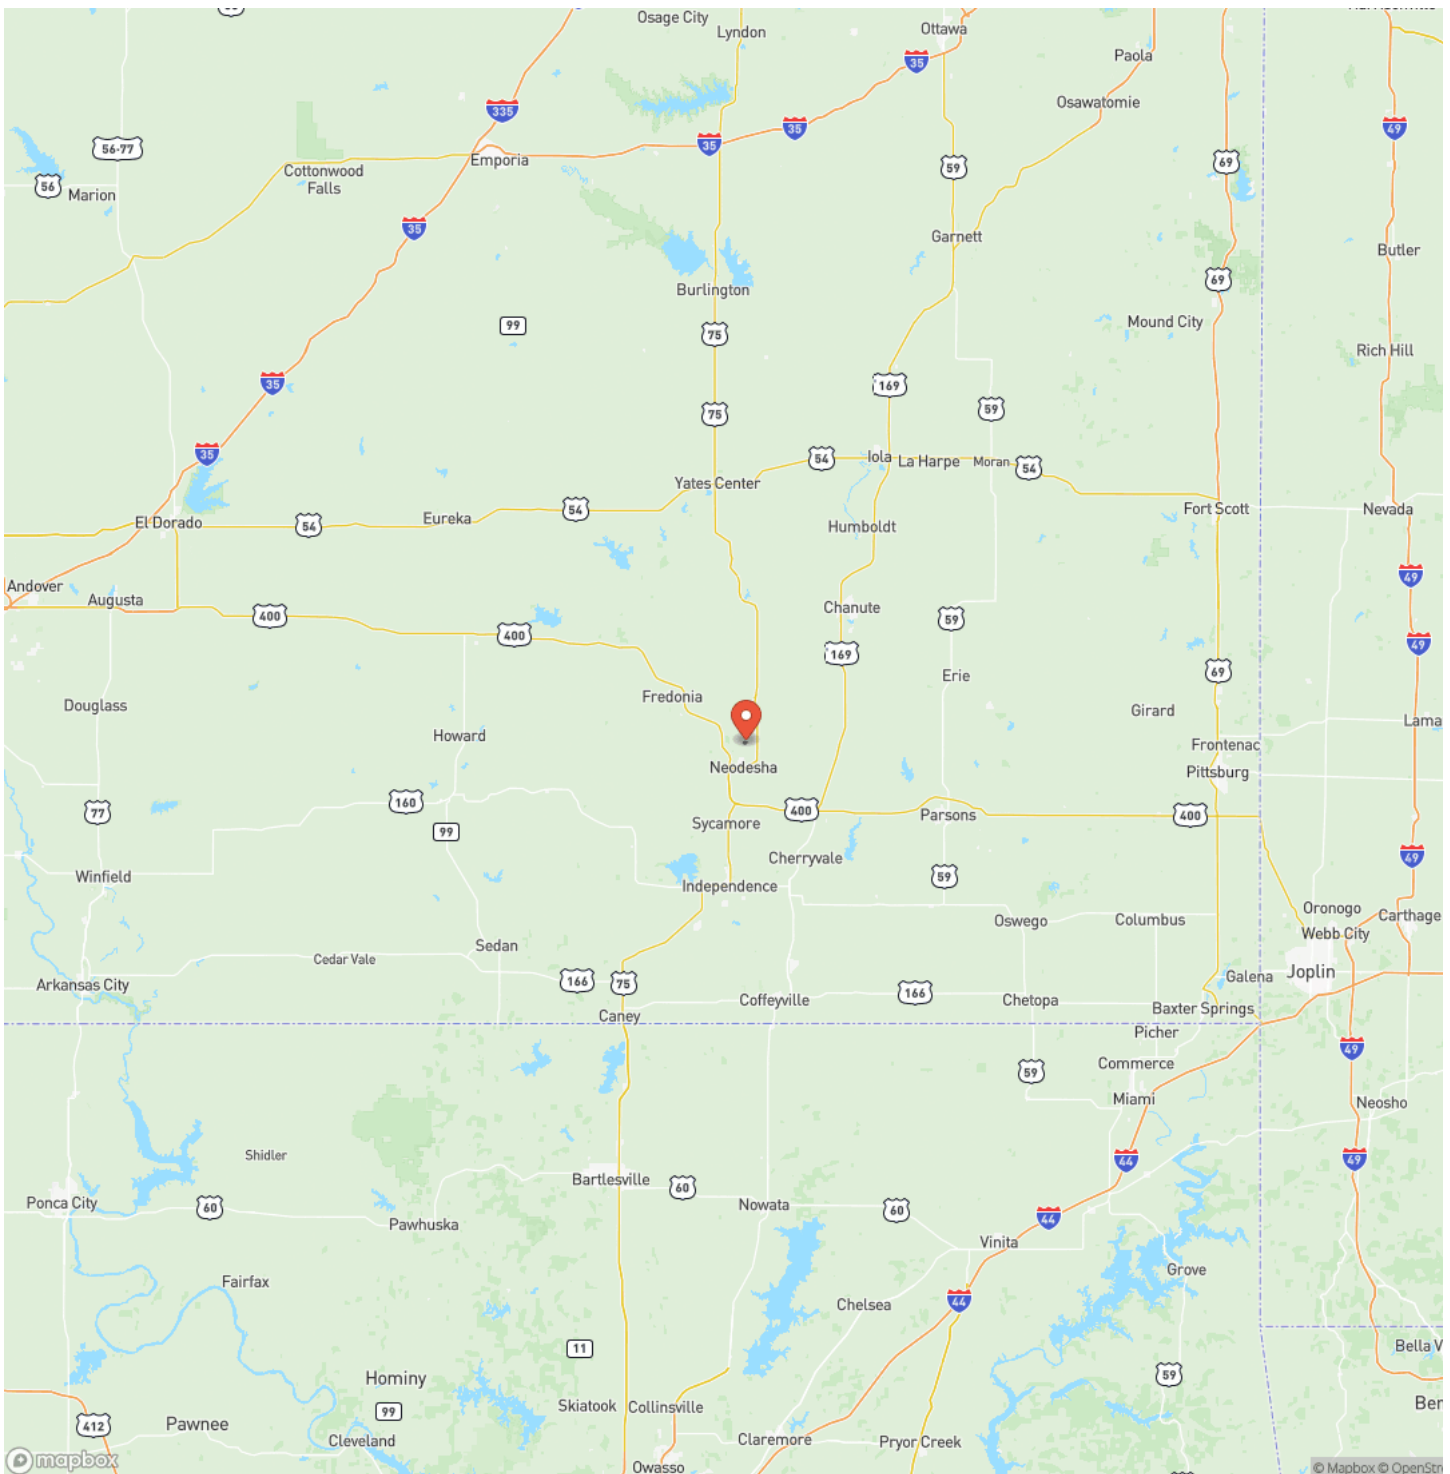 Osage City
Lyndon
Ottawa
35
Paola
335
Osawatomie
56-77
35
35
49
Emporia
59
69
56
Marion
Cottonwood
Falls
35
Garnett
Butler
69
Burlington
99
75
Mound City
Rich Hill
35
169
75
59
35
54
Iola
La Harpe
Moran
54
Yates Center
El Dorado
54
Eureka
54
Humboldt
Fort Scott
Nevada
49
Andover
Augusta
400
400
Chanute
59
169
49
69
Erie
Fredonia
Douglass
Girard
Lama
Howard
Frontenac
Neodesha
Pittsburg
77
160
99
400
Sycamore
Parsons
400
Cherryvale
49
Winfield
Independence
59
Oronogo
Oswego
Columbus
Carthage
Webb City
Sedan
Cedar Vale
Joplin
Galena
Arkansas City
166
75
166
Coffeyville
Chetopa
Baxter Springs
Caney
Picher
49
Commerce
59
Miami
Neosho
Shidler
44
49
Bartlesville
60
Ponca City
60
Nowata
60
Pawhuska
44
Vinita
Grove
Fairfax
Chelsea
44
11
Bella V
Hominy
59
99
Skiatook
Collinsville
Ben
412
Pawnee
Cleveland
Claremore
Pryor Creek
Owasso
mapbox
© Mapbox © OpenStr